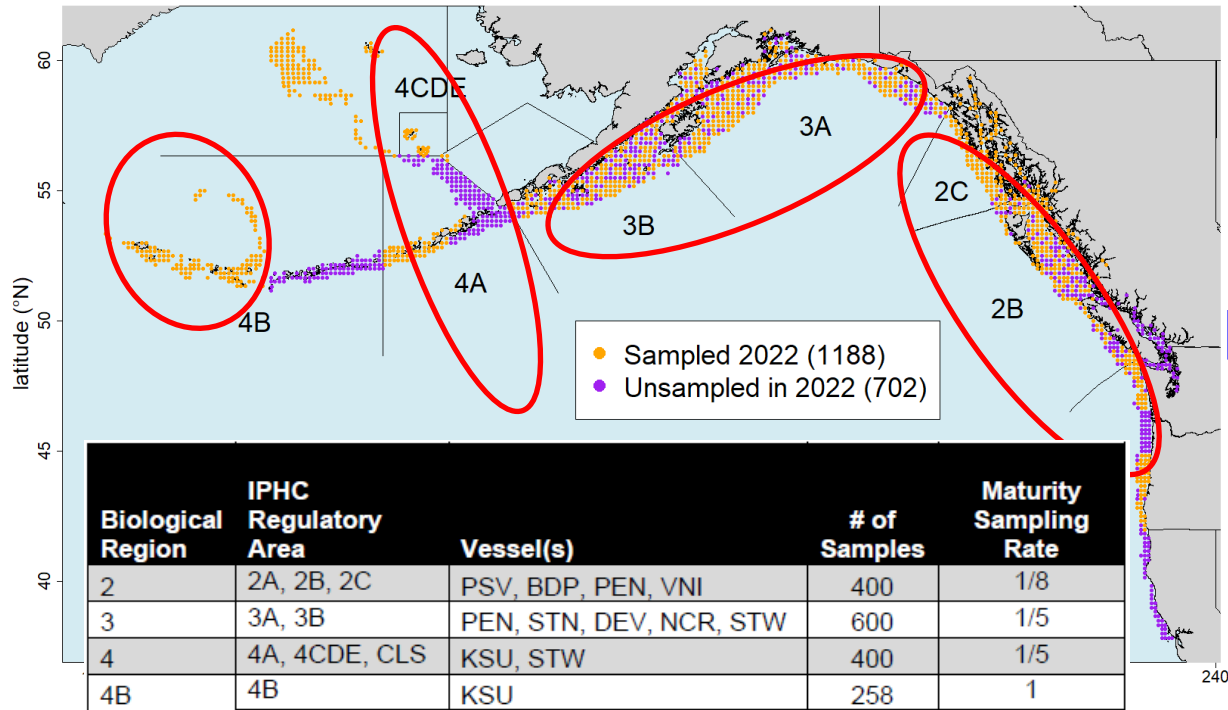 60
4CDE
3A
55
2C
3B
4A
2B
50
4B
latitude (°N)
Sampled 2022 (1188)
Unsampled in 2022 (702)
45
40
240
Biological Region
IPHC Regulatory Area
Vessel(s)
# of Samples
Maturity Sampling Rate
2 2A, 2B, 2C PSV, BDP, PEN, VNI 400 1/8
3 3A, 3B PEN, STN, DEV, NCR, STW 600 1/5
4 4A, 4CDE, CLS KSU, STW 400 1/5
4B 4B KSU 258 1